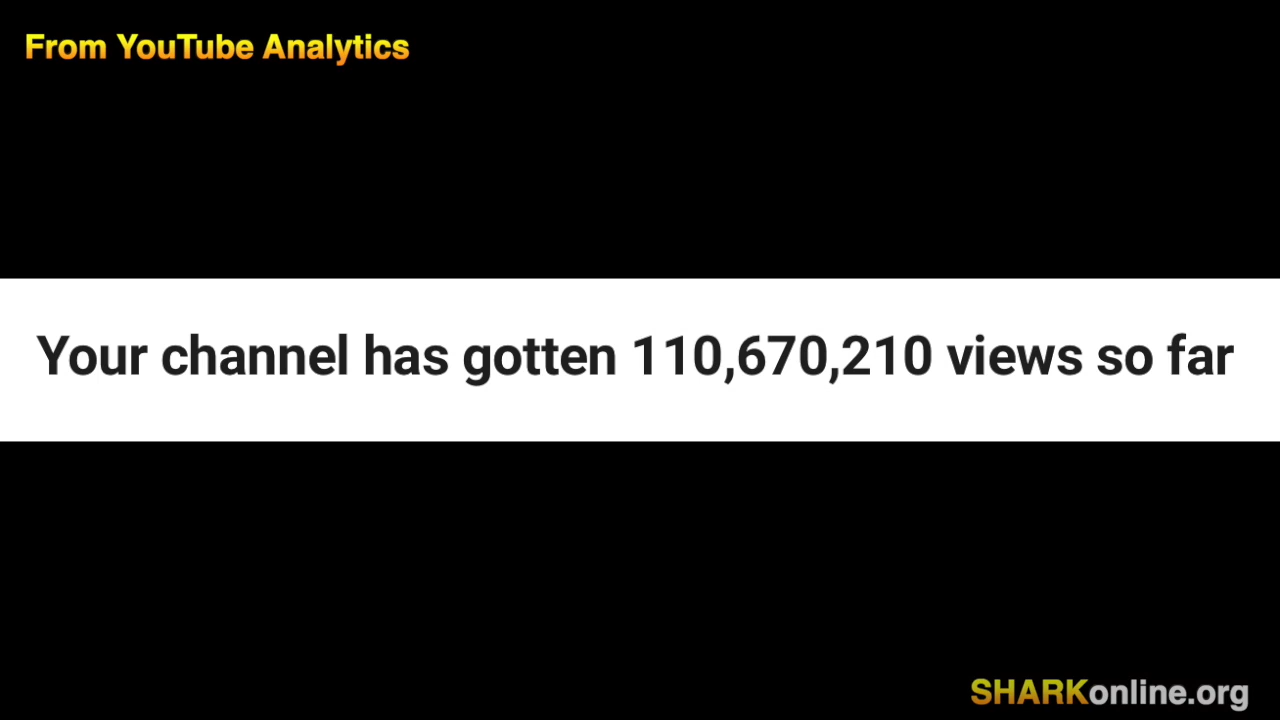 From YouTube Analytics
Your channel has gotten 110,670,210 views so far
SHARKonline.org